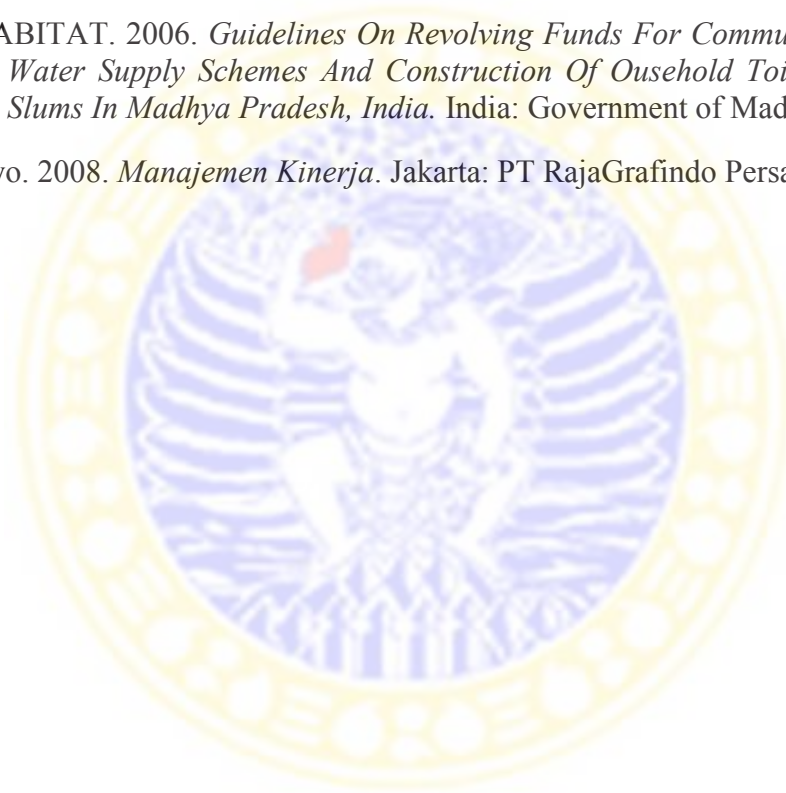 ABITAT. 2006. Guidelines On Revolving Funds For Commu
Water Supply Schemes And Construction Of Ousehold Toi
Slums In Madhya Pradesh, India. India: Government of Mad
vo. 2008. Manajemen Kinerja. Jakarta: PT RajaGrafindo Persa